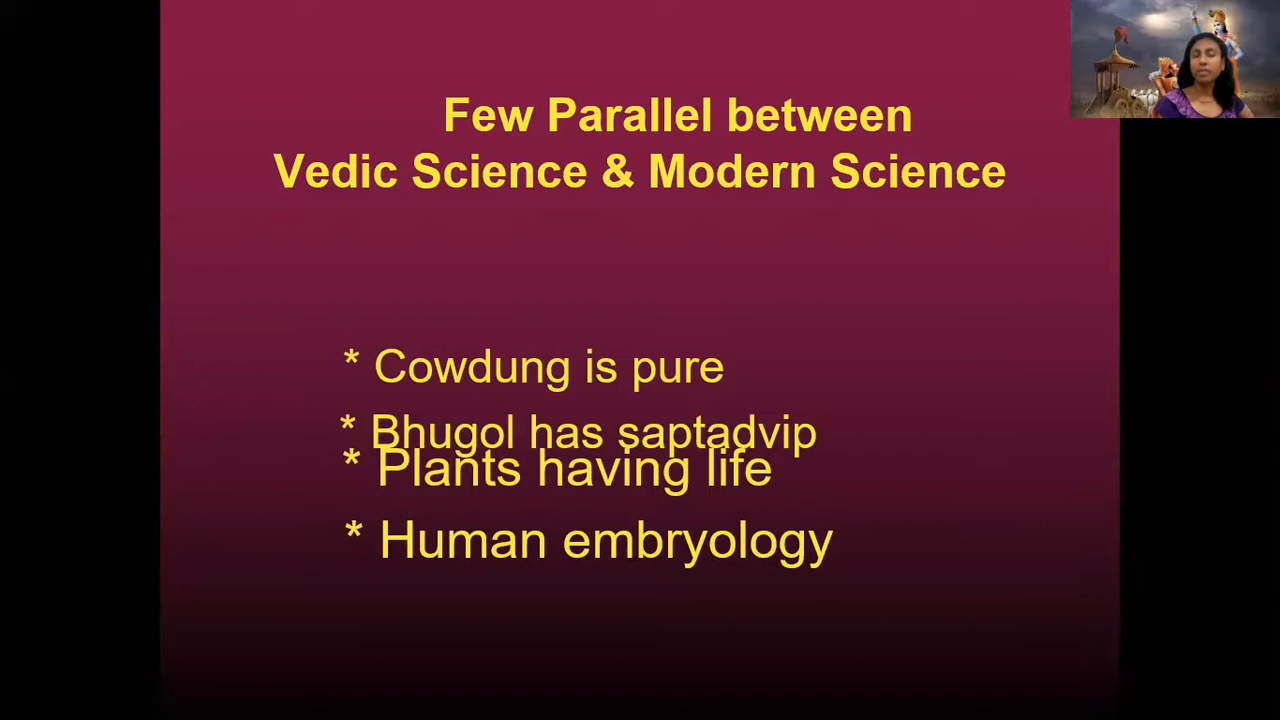 Few Parallel between
Vedic Science & Modern Science
* Cowdung is pure
* Bhugol has saptadvip
* Plants having life
* Human embryology